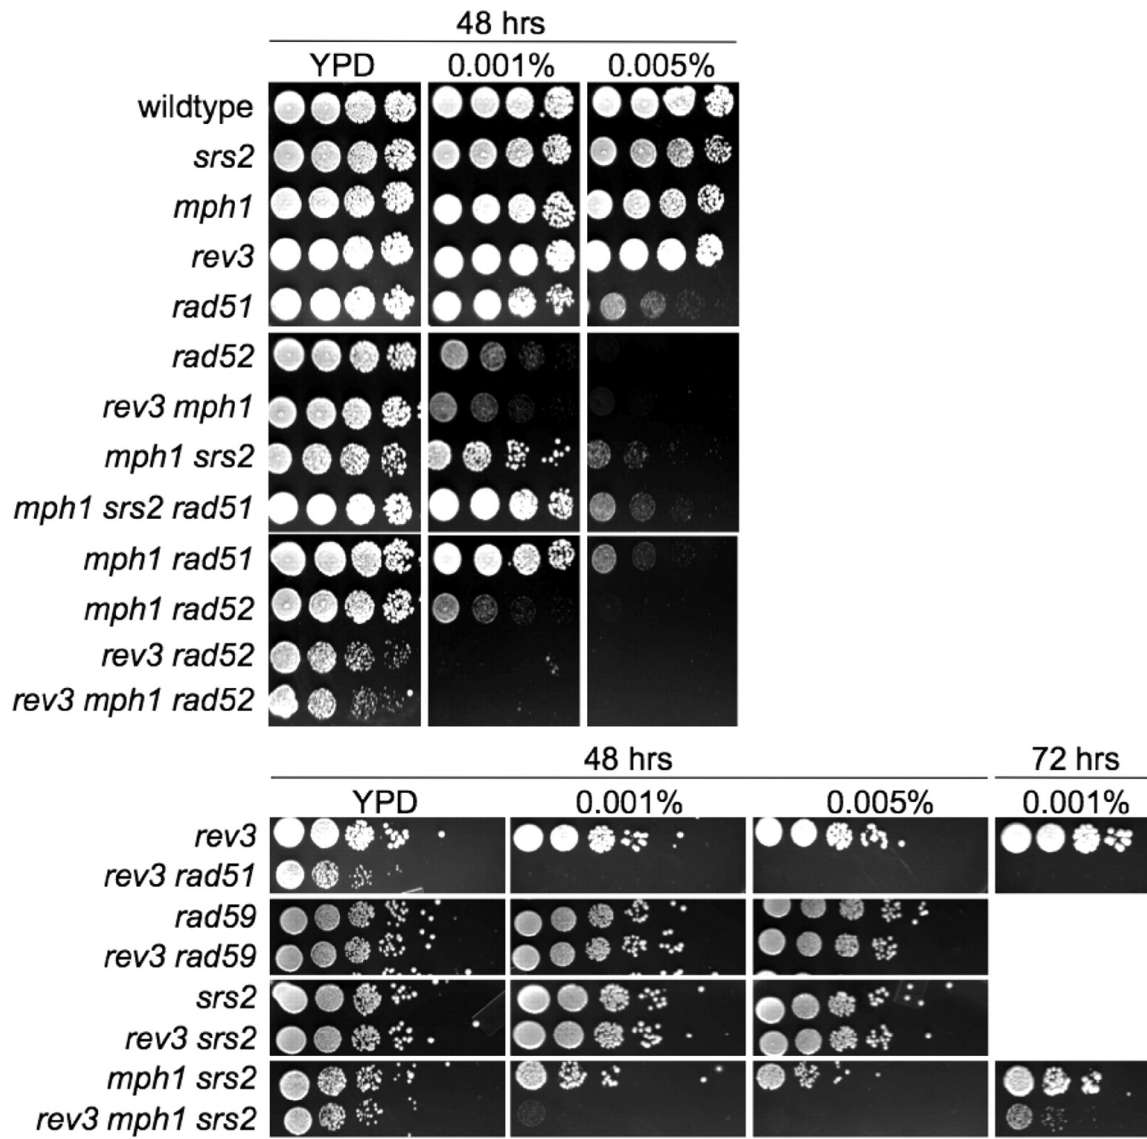 48 hrs
YPD 0.001% 0.005%
wildtype
srs2
mph1
rev3
rad51
rad52
rev3 mph1
mph1 srs2
mph1 srs2 rad51
mph1 rad51
mph1 rad52
rev3 rad52
rev3 mph1 rad52
48 hrs 72 hrs
YPD 0.001% 0.005% 0.001%
rev3
rev3 rad51
rad59
rev3 rad59
srs2
rev3 srs2
mph1 srs2
rev3 mph1 srs2